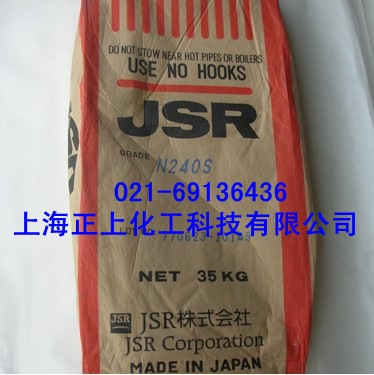 DO NOT STOW NEAR HOT PIPES OR BOILERS
USE NO HOOKS
JSR
GRADE N240S
021-69136436
上海正上化工科技有限公司
NET 35 KG
JSR JSR株式会社
JSR Corporation
MADE IN JAPAN